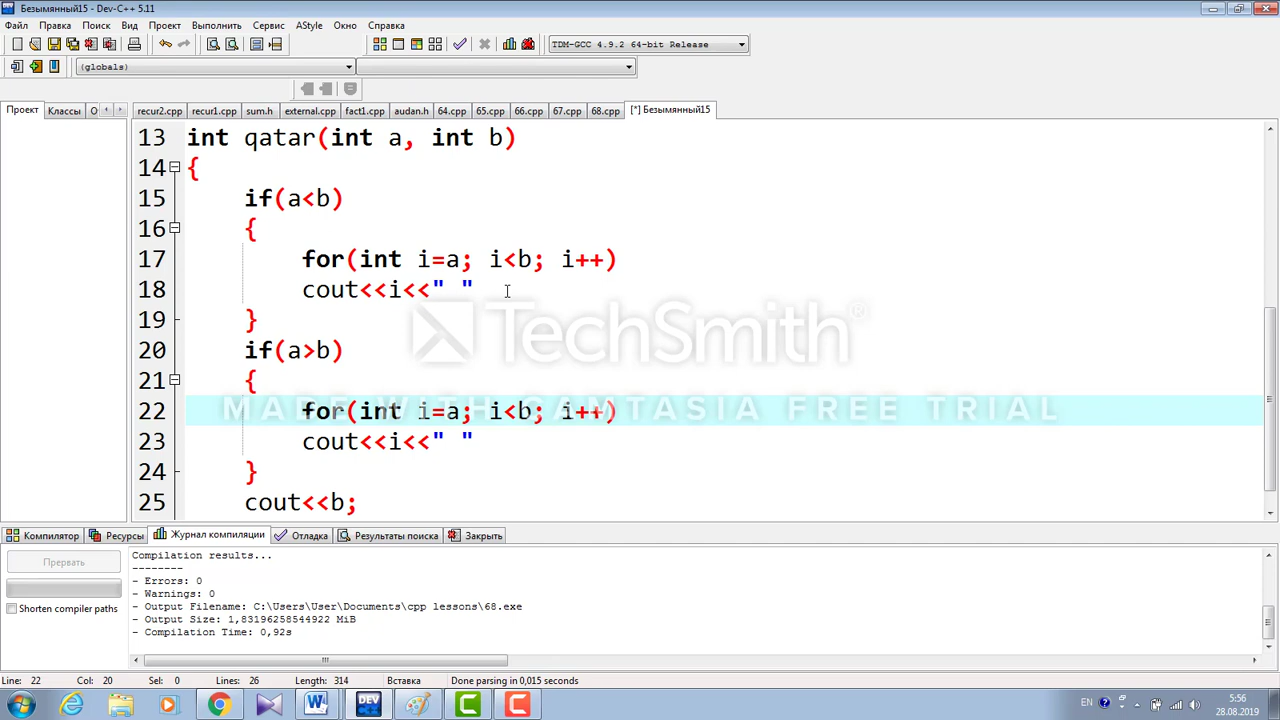 Безымянный15 - Dev-C++ 5.11
Файл Правка Поиск Вид Проект Выполнить Сервис AStyle Окно Справка
TDM-GCC 4.9.2 64-bit Release
(globals)
Проект Классы О recur2.cpp recur1.cpp sum.h external.cpp fact1.cpp audan.h 64.cpp 65.cpp 66.cpp 67.cpp 68.cpp [*] Безымянный15
13 int qatar(int a, int b)
14 {
15 if(a<b)
16 {
17 for(int i=a; i<b; i++)
18 cout<<i<<" "
19 }
TechSmith®
20 if(a>b)
21 {
22 for(int i=a; i<b; i++)
MADE WITH CAMTASIA FREE TRIAL
23 cout<<i<<" "
24 }
25 cout<<b;
Компилятор Ресурсы Журнал компиляции Отладка Результаты поиска Закрыть
Прервать
Shorten compiler paths
Compilation results...
--------
- Errors: 0
- Warnings: 0
- Output Filename: C:\Users\User\Documents\cpp lessons\68.exe
- Output Size: 1,83196258544922 MiB
- Compilation Time: 0,92s
Line: 22 Col: 20 Sel: 0 Lines: 26 Length: 314 Вставка Done parsing in 0,015 seconds
DEV
EN 5:56
28.08.2019